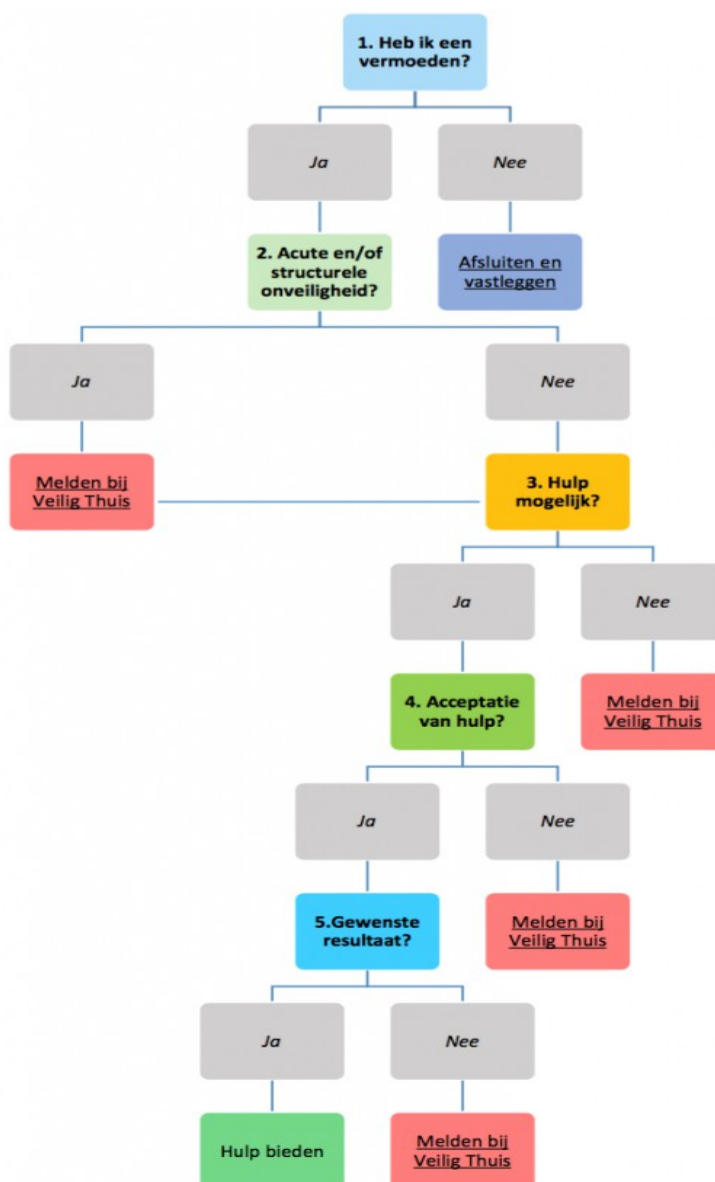 1. Heb ik een
vermoeden?
Ja
Nee
2. Acute en/of
structurele
onveiligheid?
Afsluiten en
vastleggen
Ja
Nee
Melden bij
Veilig Thuis
3. Hulp
mogelijk?
Ja
Nee
4. Acceptatie
van hulp?
Melden bij
Veilig Thuis
Ja
Nee
5.Gewenste
resultaat?
Melden bij
Veilig Thuis
Ja
Nee
Hulp bieden
Melden bij
Veilig Thuis